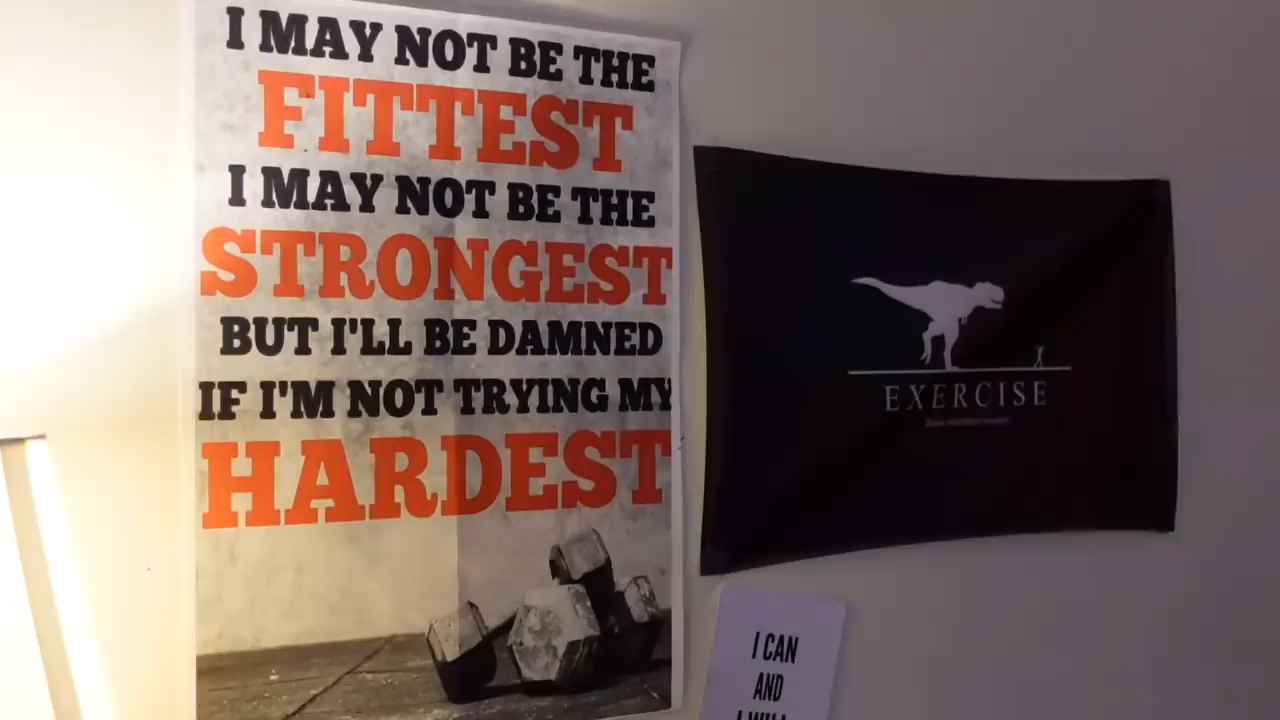 I MAY NOT BE THE
FITTEST
I MAY NOT BE THE
STRONGEST
BUT I'LL BE DAMNED
IF I'M NOT TRYING MY
HARDEST
EXERCISE
I CAN
AND
I WILL